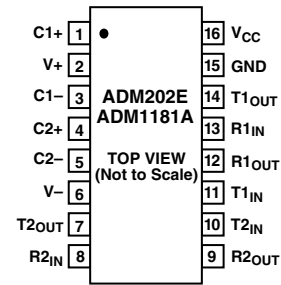 C1+ 1 16 VCC
V+ 2 15 GND
C1– 3 ADM202E 14 T1OUT
C2+ 4 ADM1181A 13 R1IN
C2– 5 TOP VIEW 12 R1OUT
V– 6 (Not to Scale) 11 T1IN
T2OUT 7 10 T2IN
R2IN 8 9 R2OUT